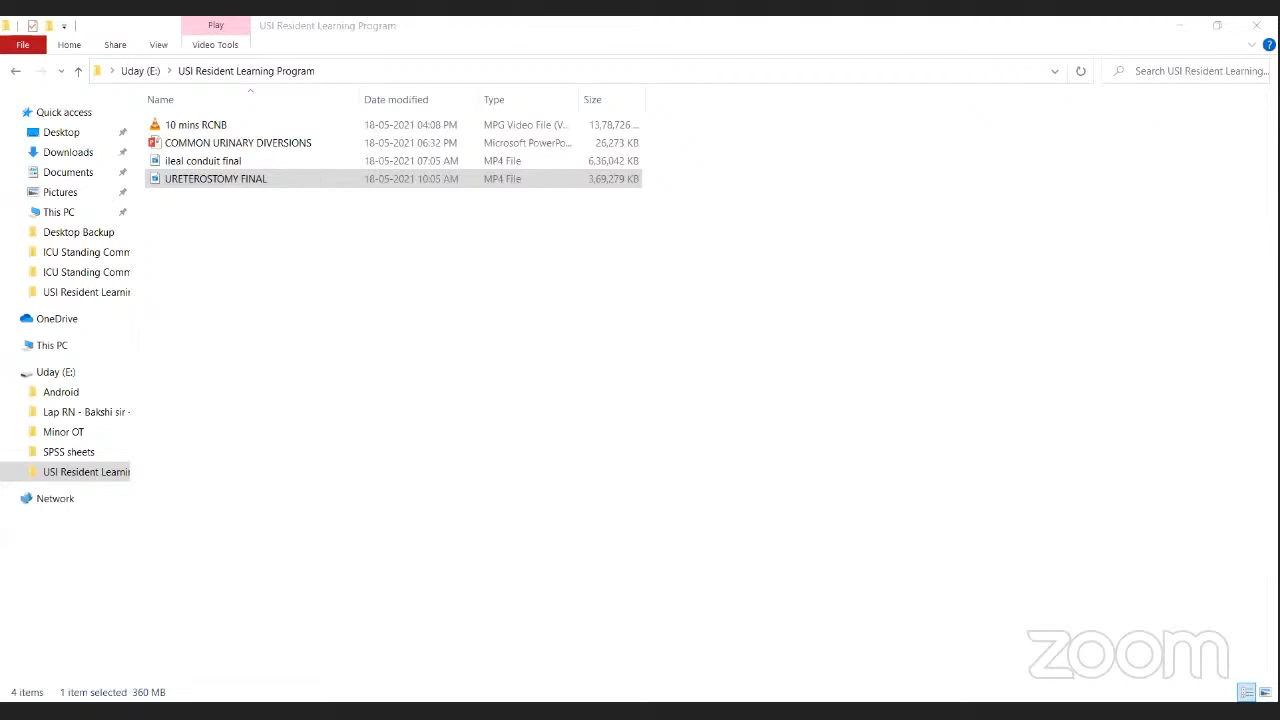 Play USI Resident Learning Program
File Home Share View Video Tools
Uday (E:) USI Resident Learning Program Search USI Resident Learning...
Name Date modified Type Size
10 mins RCNB 18-05-2021 04:08 PM MPG Video File (V... 13,78,726 ...
COMMON URINARY DIVERSIONS 18-05-2021 06:32 PM Microsoft PowerPo... 26,273 KB
ileal conduit final 18-05-2021 07:05 AM MP4 File 6,36,042 KB
URETEROSTOMY FINAL 18-05-2021 10:05 AM MP4 File 3,69,279 KB
Quick access
Desktop
Downloads
Documents
Pictures
This PC
Desktop Backup
ICU Standing Comm
ICU Standing Comm
USI Resident Learnin
OneDrive
This PC
Uday (E:)
Android
Lap RN - Bakshi sir -
Minor OT
SPSS sheets
USI Resident Learnin
Network
zoom
4 items 1 item selected 360 MB